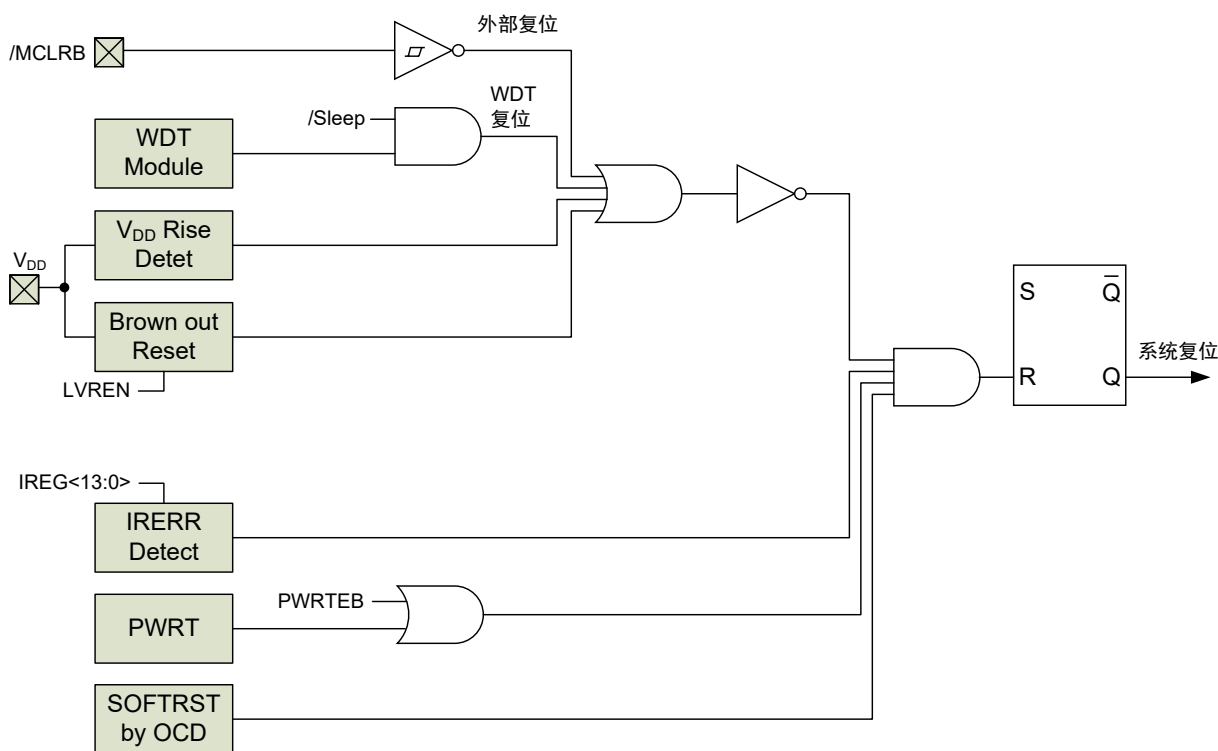 外部复位
/MCLRB
WDT
复位
/Sleep
WDT
Module
VDD Rise
Detet
VDD
Brown out
Reset
LVREN
S
Q̅
系统复位
R
Q
IREG<13:0>
IRERR
Detect
PWRTEB
PWRT
SOFTRST
by OCD